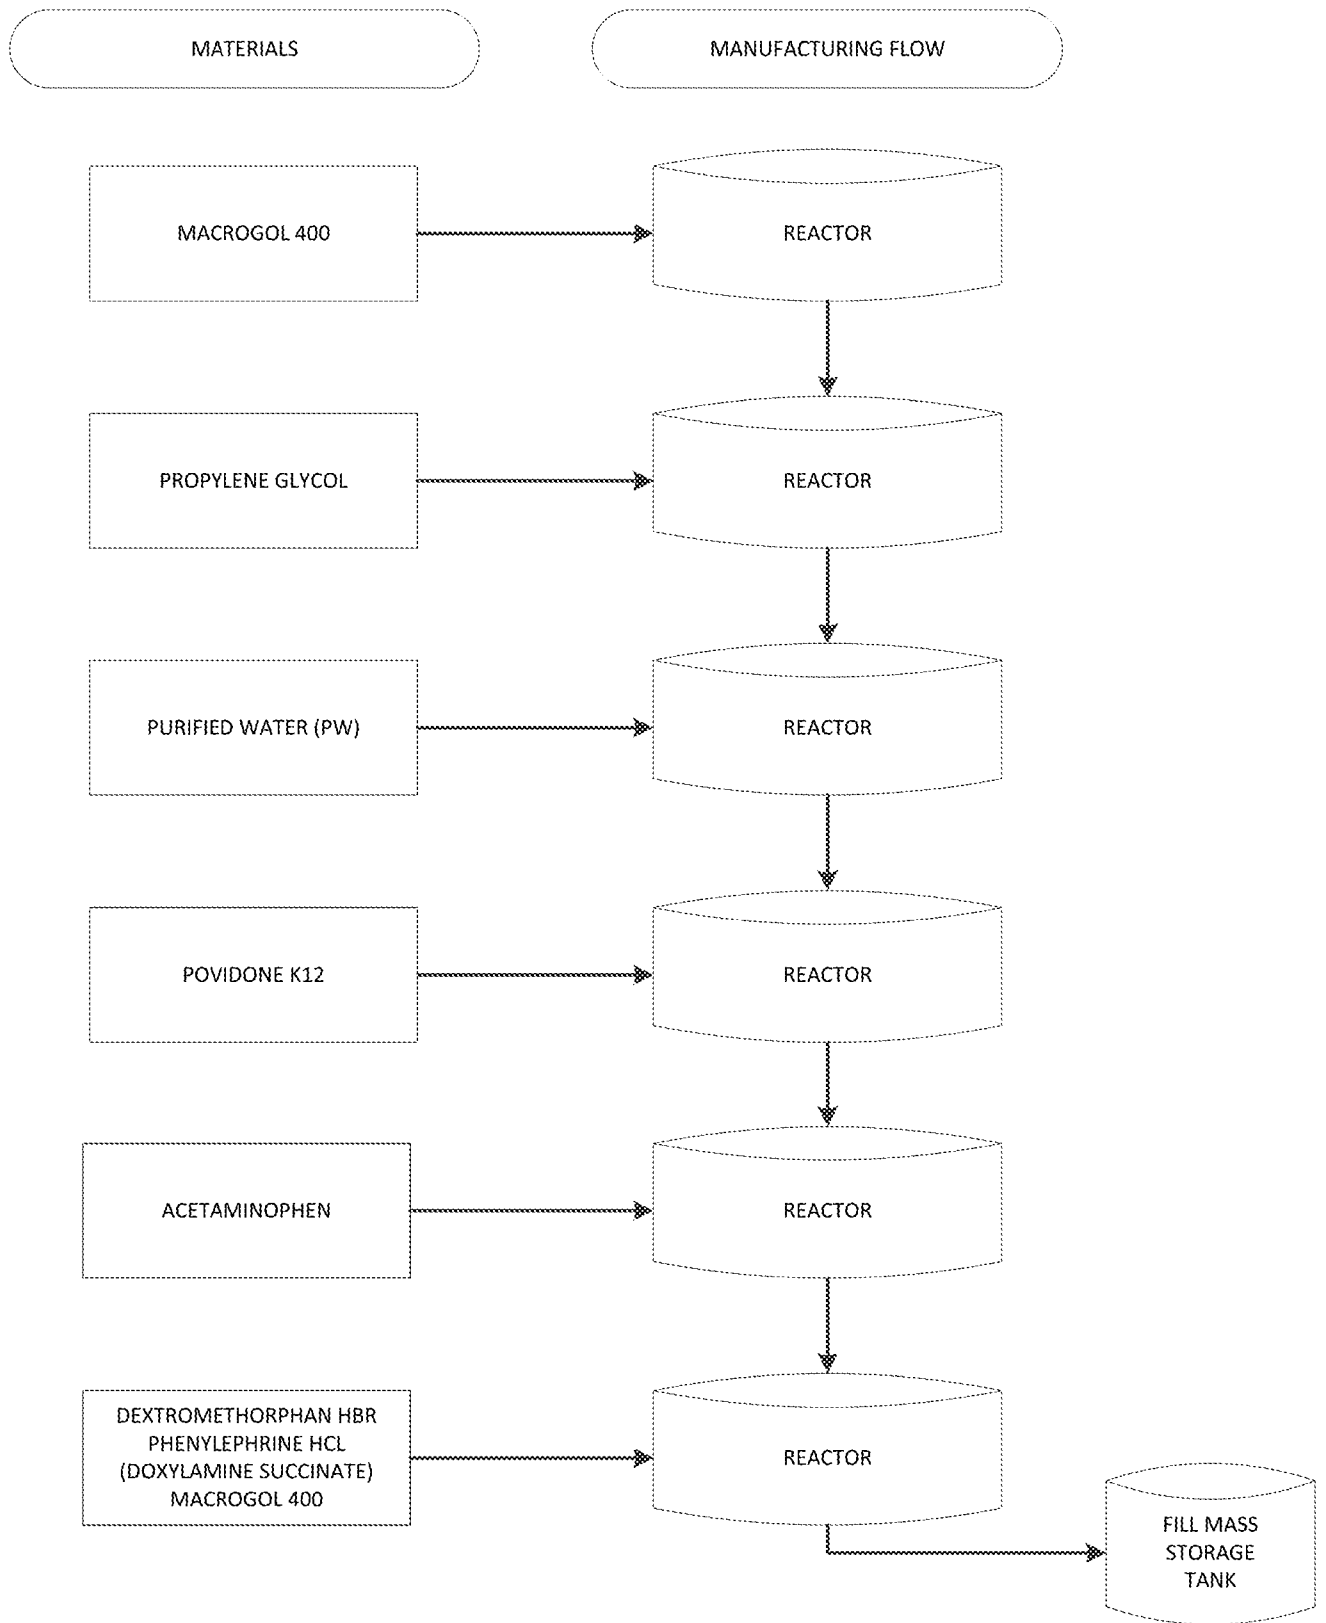 MATERIALS
MANUFACTURING FLOW
MACROGOL 400
REACTOR
PROPYLENE GLYCOL
REACTOR
PURIFIED WATER (PW)
REACTOR
POVIDONE K12
REACTOR
ACETAMINOPHEN
REACTOR
DEXTROMETHORPHAN HBR
PHENYLEPHRINE HCL
(DOXYLAMINE SUCCINATE)
MACROGOL 400
REACTOR
FILL MASS
STORAGE
TANK